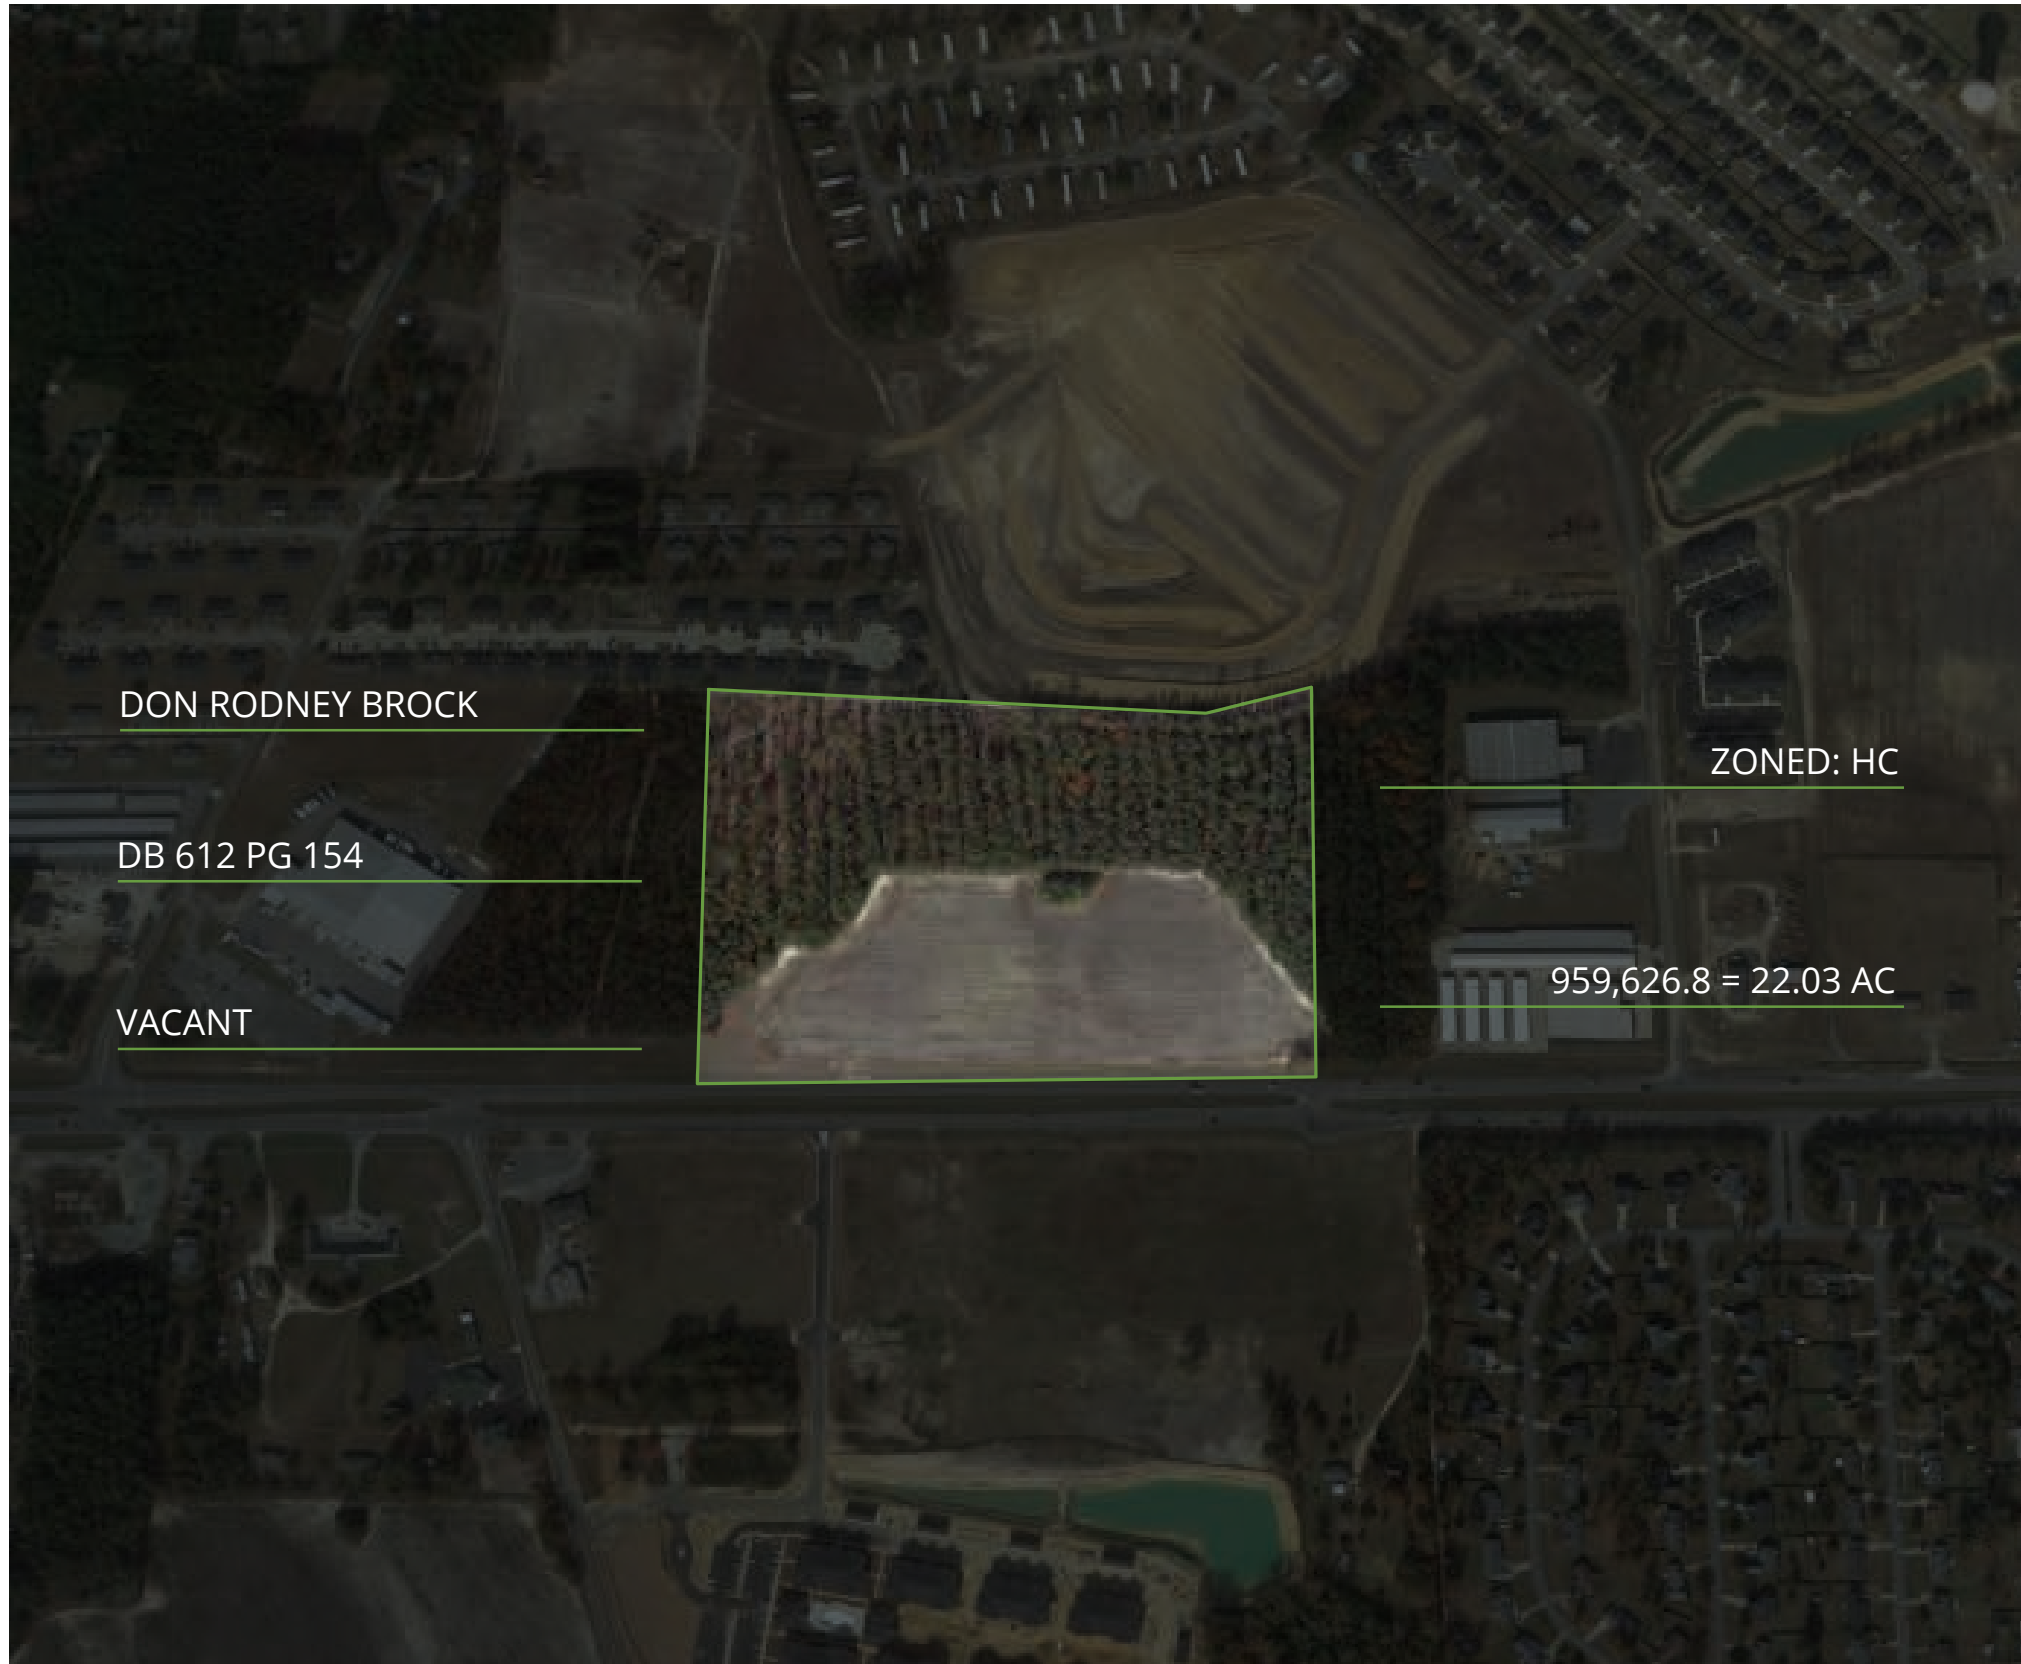 DON RODNEY BROCK
ZONED: HC
DB 612 PG 154
959,626.8 = 22.03 AC
VACANT